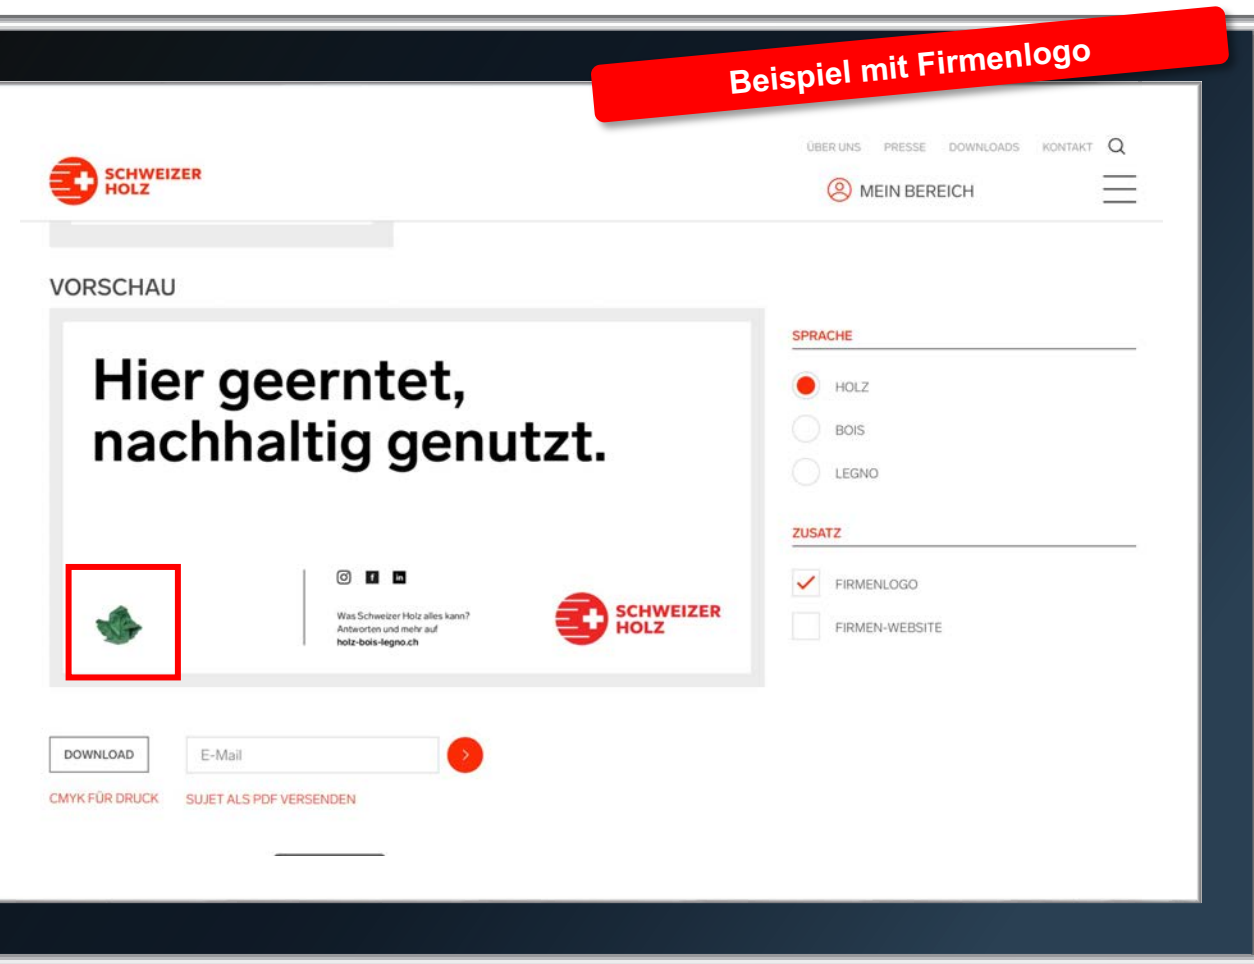 Beispiel mit Firmenlogo
ÜBER UNS PRESSE DOWNLOADS KONTAKT
SCHWEIZER
HOLZ
MEIN BEREICH
VORSCHAU
Hier geerntet,
nachhaltig genutzt.
Was Schweizer Holz alles kann?
Antworten und mehr auf
holz-bois-legno.ch
SCHWEIZER
HOLZ
SPRACHE
HOLZ
BOIS
LEGNO
ZUSATZ
FIRMENLOGO
FIRMEN-WEBSITE
DOWNLOAD
E-Mail
CMYK FÜR DRUCK
SUJET ALS PDF VERSENDEN